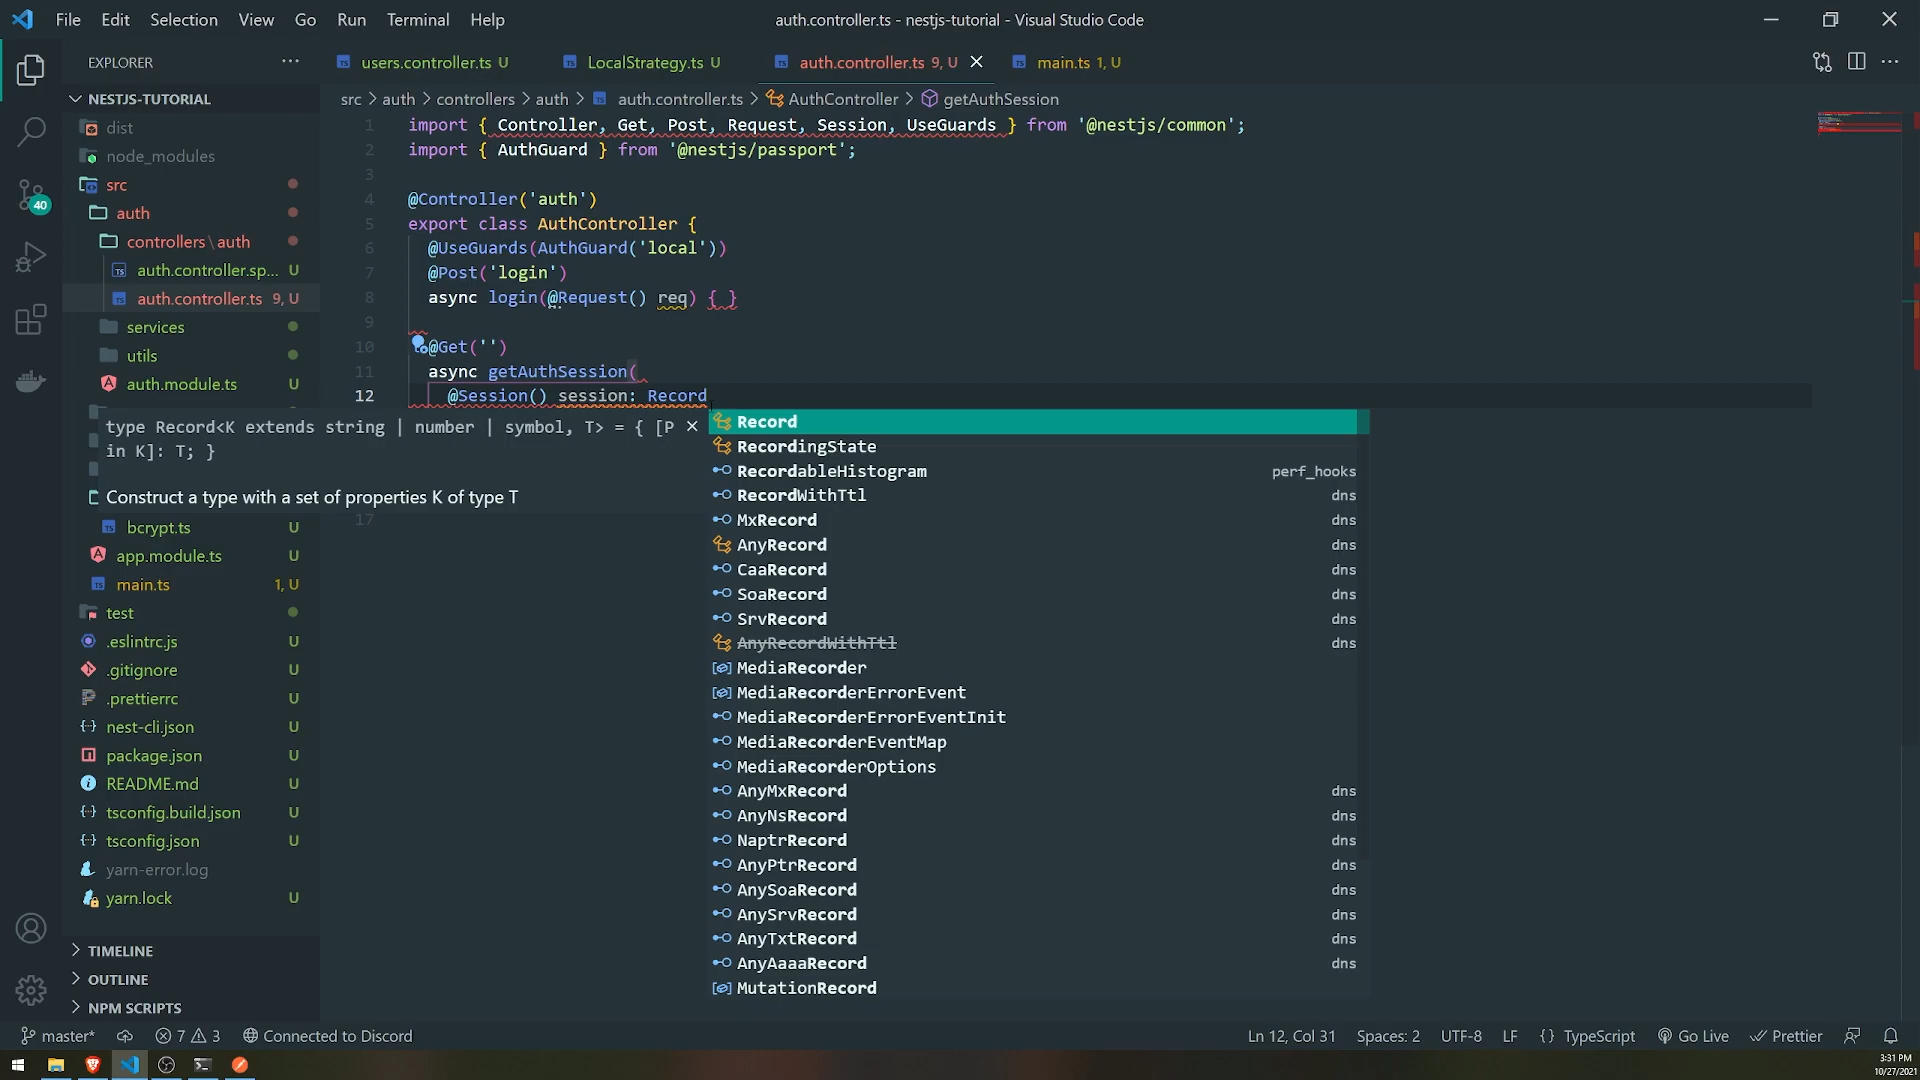 File Edit Selection View Go Run Terminal Help
auth.controller.ts - nestjs-tutorial - Visual Studio Code
EXPLORER
users.controller.ts U
LocalStrategy.ts U
auth.controller.ts 9, U
main.ts 1, U
NESTJS-TUTORIAL
src > auth > controllers > auth > auth.controller.ts > AuthController > getAuthSession
dist
node_modules
src
auth
controllers\auth
auth.controller.sp... U
auth.controller.ts 9, U
services
utils
auth.module.ts U
bcrypt.ts U
app.module.ts U
main.ts 1, U
test
.eslintrc.js U
.gitignore U
.prettierrc U
nest-cli.json U
package.json U
README.md U
tsconfig.build.json U
tsconfig.json U
yarn-error.log
yarn.lock U
TIMELINE
OUTLINE
NPM SCRIPTS
40
1 import { Controller, Get, Post, Request, Session, UseGuards } from '@nestjs/common';
2 import { AuthGuard } from '@nestjs/passport';
3
4 @Controller('auth')
5 export class AuthController {
6 @UseGuards(AuthGuard('local'))
7 @Post('login')
8 async login(@Request() req) { }
9
10 @Get('')
11 async getAuthSession(
12 @Session() session: Record
17
type Record<K extends string | number | symbol, T> = { [P
in K]: T; }
Construct a type with a set of properties K of type T
Record
RecordingState
RecordableHistogram perf_hooks
RecordWithTtl dns
MxRecord dns
AnyRecord dns
CaaRecord dns
SoaRecord dns
SrvRecord dns
AnyRecordWithTtl dns
MediaRecorder
MediaRecorderErrorEvent
MediaRecorderErrorEventInit
MediaRecorderEventMap
MediaRecorderOptions
AnyMxRecord dns
AnyNsRecord dns
NaptrRecord dns
AnyPtrRecord dns
AnySoaRecord dns
AnySrvRecord dns
AnyTxtRecord dns
AnyAaaaRecord dns
MutationRecord
master* 7 3 Connected to Discord
Ln 12, Col 31 Spaces: 2 UTF-8 LF {} TypeScript Go Live Prettier
3:31 PM
10/27/2021